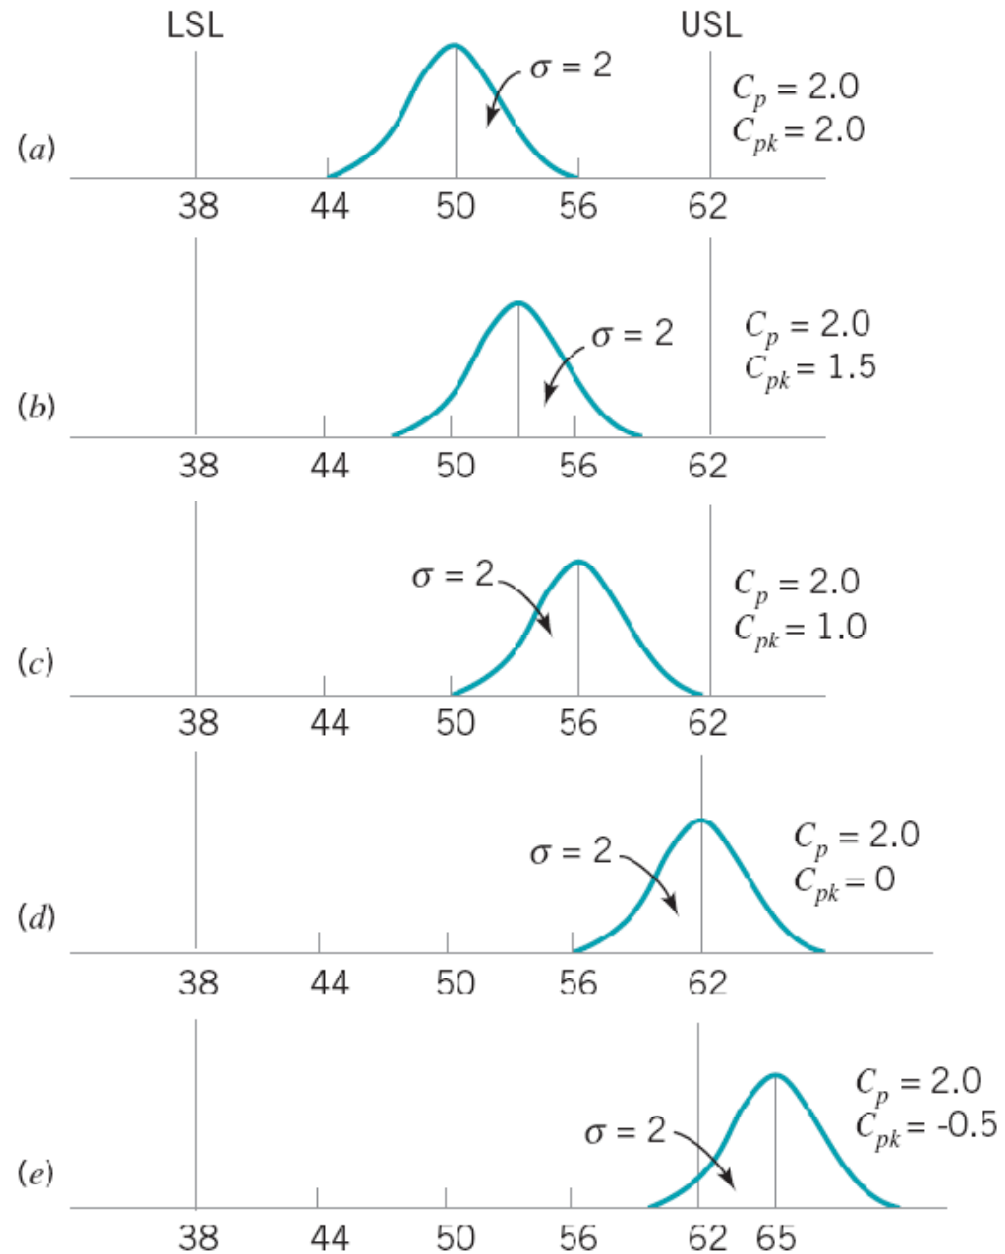 LSL USL
σ = 2
Cp = 2.0
Cpk = 2.0
(a)
38 44 50 56 62
σ = 2
Cp = 2.0
Cpk = 1.5
(b)
38 44 50 56 62
σ = 2
Cp = 2.0
Cpk = 1.0
(c)
38 44 50 56 62
σ = 2
Cp = 2.0
Cpk = 0
(d)
38 44 50 56 62
σ = 2
Cp = 2.0
Cpk = -0.5
(e)
38 44 50 56 62 65